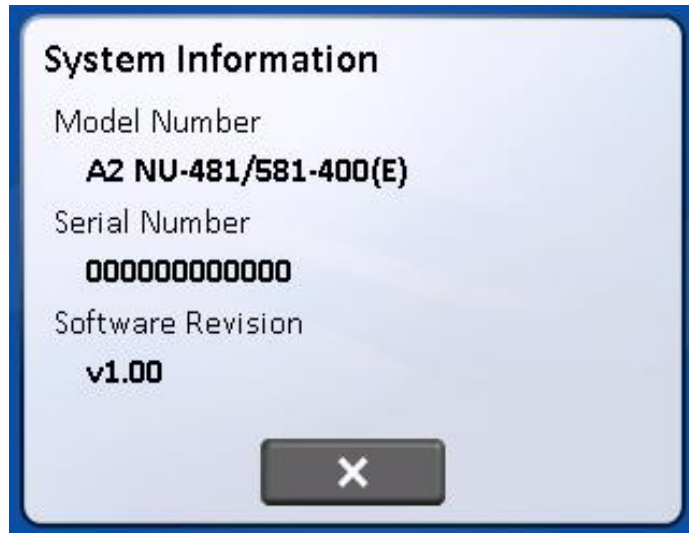 System Information
Model Number
A2 NU-481/581-400(E)
Serial Number
000000000000
Software Revision
v1.00